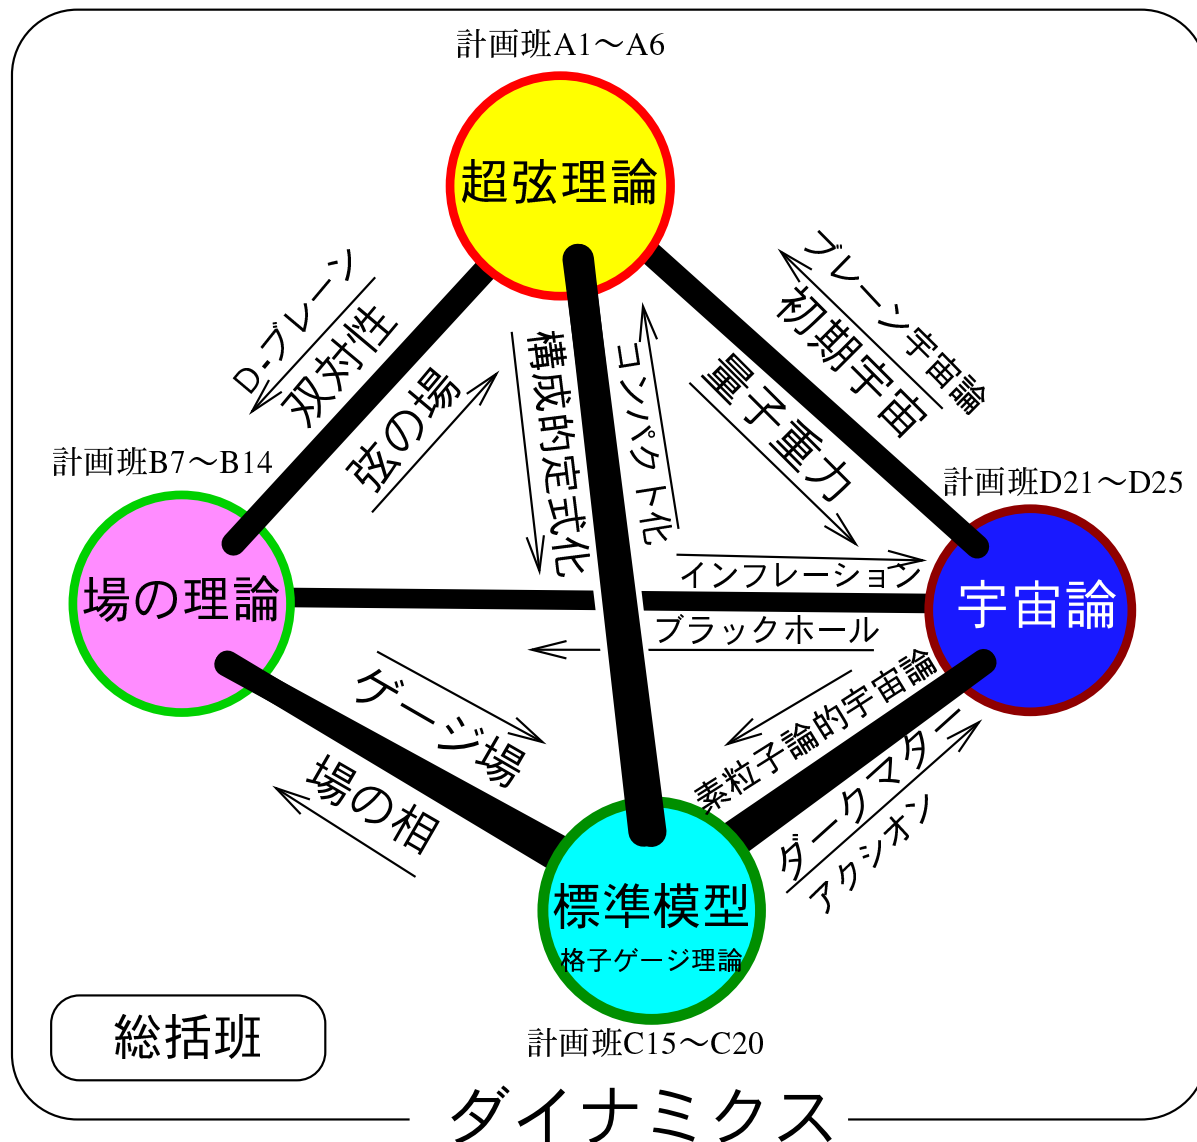 計画班A1～A6
超弦理論
D-ブレーン
双対性
弦の場
構成的定式化
コンパクト化
量子重力
初期宇宙
ブレーン宇宙論
計画班B7～B14
計画班D21～D25
場の理論
インフレーション
ブラックホール
宇宙論
ゲージ場
場の相
素粒子論的宇宙論
ダークマター
アクシオン
標準模型
格子ゲージ理論
計画班C15～C20
総括班
ダイナミクス